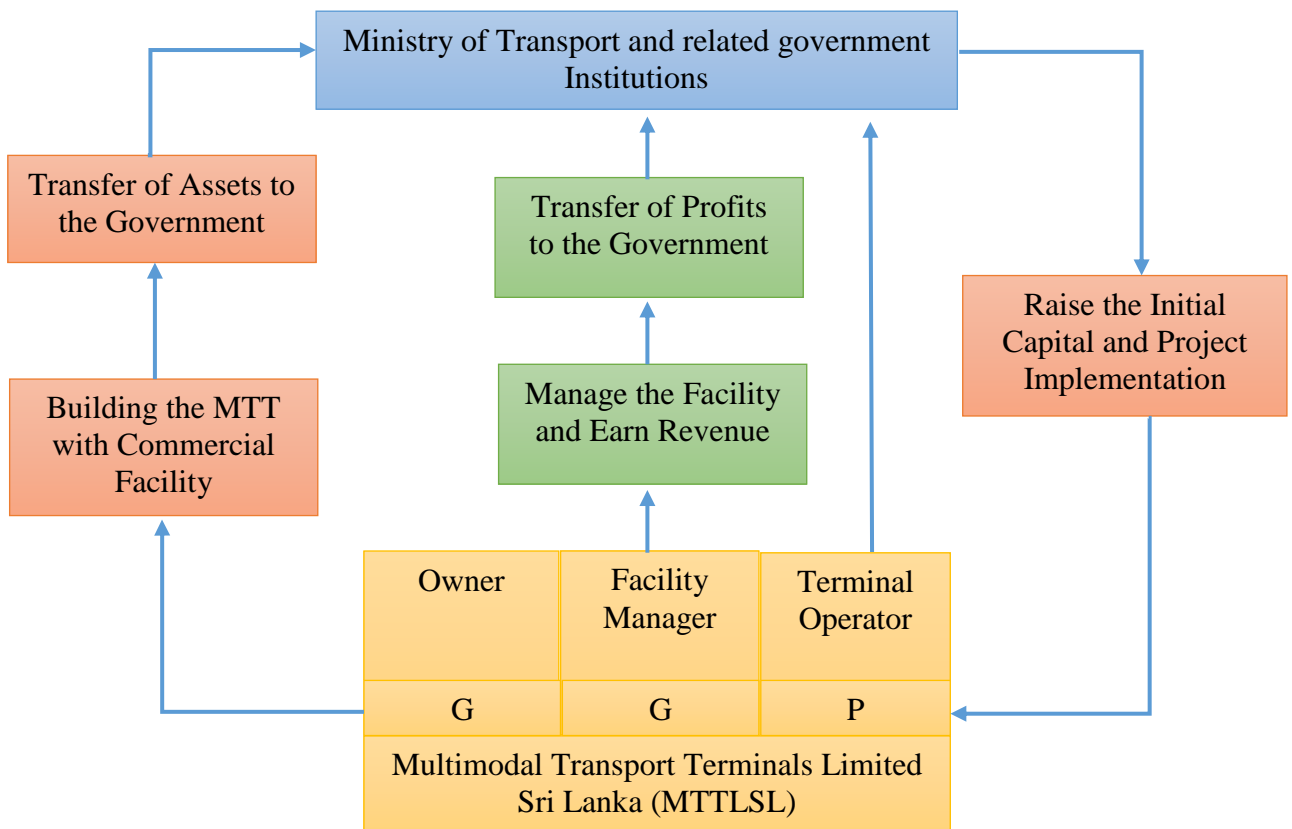 Ministry of Transport and related government
Institutions
Transfer of Assets to
the Government
Transfer of Profits
to the Government
Raise the Initial
Capital and Project
Implementation
Building the MTT
with Commercial
Facility
Manage the Facility
and Earn Revenue
Owner
Facility
Manager
Terminal
Operator
G
G
P
Multimodal Transport Terminals Limited
Sri Lanka (MTTLSL)